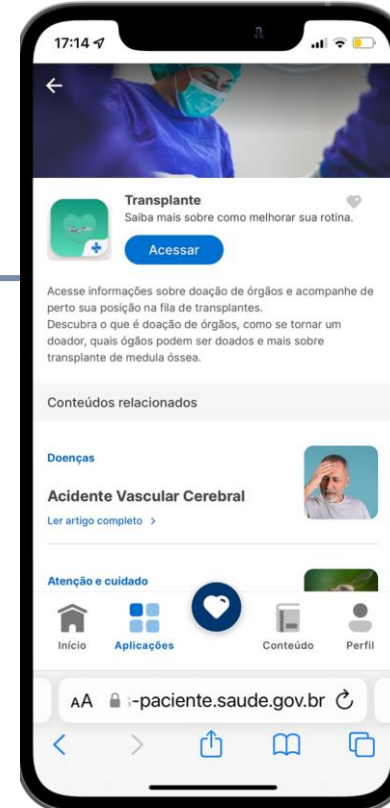 17:14
Transplante
Saiba mais sobre como melhorar sua rotina.
Acessar
Acesse informações sobre doação de órgãos e acompanhe de
perto sua posição na fila de transplantes.
Descubra o que é doação de órgãos, como se tornar um
doador, quais ógãos podem ser doados e mais sobre
transplante de medula óssea.
Conteúdos relacionados
Doenças
Acidente Vascular Cerebral
Ler artigo completo >
Atenção e cuidado
Início
Aplicações
Conteúdo
Perfil
AA
-paciente.saude.gov.br